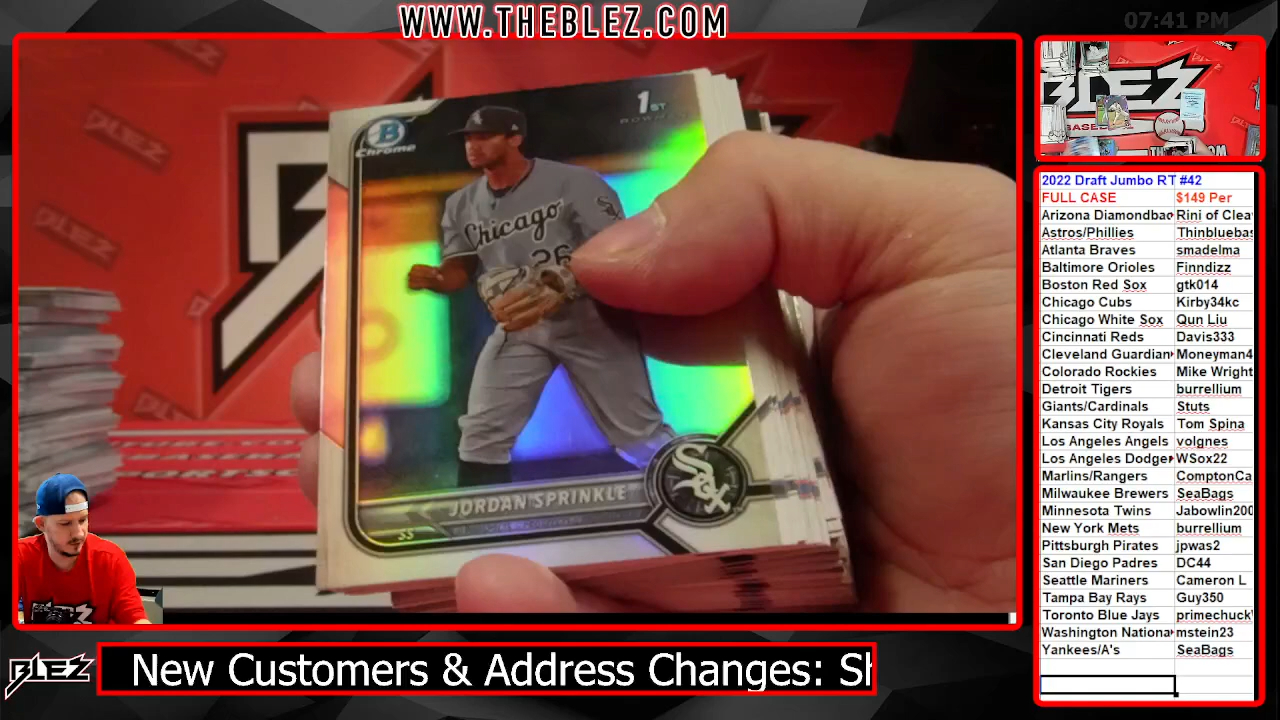 WWW.THEBLEZ.COM
07:41 PM
1ST
BOWMAN
B
Chrome
Chicago
26
JORDAN SPRINKLE
SS
SOX
BLEZ
BASEB
2022 Draft Jumbo RT #42
FULL CASE $149 Per
Arizona Diamondbac Rini of Clea
Astros/Phillies Thinbluebas
Atlanta Braves smadelma
Baltimore Orioles Finndizz
Boston Red Sox gtk014
Chicago Cubs Kirby34kc
Chicago White Sox Qun Liu
Cincinnati Reds Davis333
Cleveland Guardian Moneyman4
Colorado Rockies Mike Wright
Detroit Tigers burrellium
Giants/Cardinals Stuts
Kansas City Royals Tom Spina
Los Angeles Angels volgnes
Los Angeles Dodger WSox22
Marlins/Rangers ComptonCa
Milwaukee Brewers SeaBags
Minnesota Twins Jabowlin200
New York Mets burrellium
Pittsburgh Pirates jpwas2
San Diego Padres DC44
Seattle Mariners Cameron L
Tampa Bay Rays Guy350
Toronto Blue Jays primechuck
Washington Nationa mstein23
Yankees/A's SeaBags
BLEZ
New Customers & Address Changes: Sh